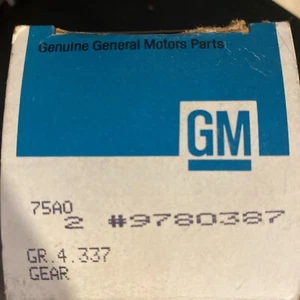 Genuine General Motors Parts
GM
75A0
2 #9780387
GR.4.337
GEAR